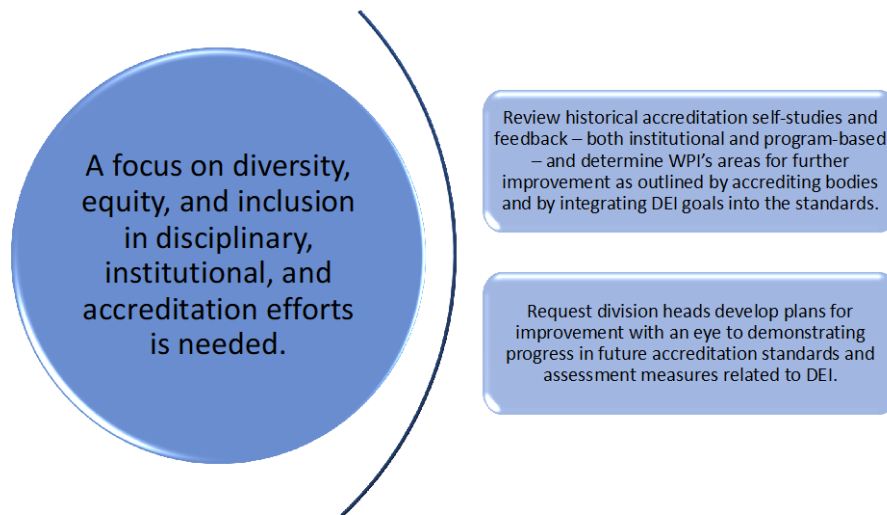 A focus on diversity,
equity, and inclusion
in disciplinary,
institutional, and
accreditation efforts
is needed.
Review historical accreditation self-studies and
feedback – both institutional and program-based
– and determine WPI's areas for further
improvement as outlined by accrediting bodies
and by integrating DEI goals into the standards.
Request division heads develop plans for
improvement with an eye to demonstrating
progress in future accreditation standards and
assessment measures related to DEI.